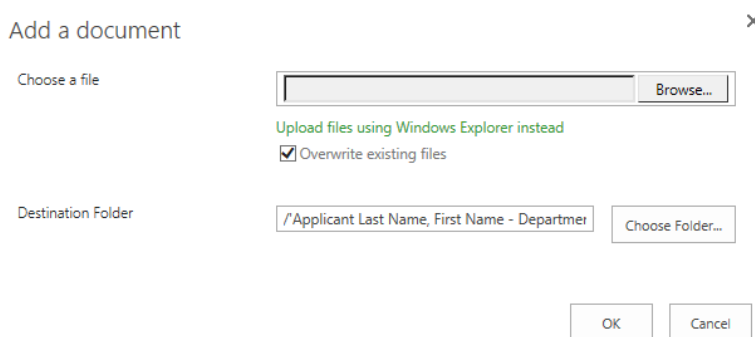 Add a document
Choose a file
Browse...
Upload files using Windows Explorer instead
Overwrite existing files
Destination Folder
/'Applicant Last Name, First Name - Departmer
Choose Folder...
OK
Cancel